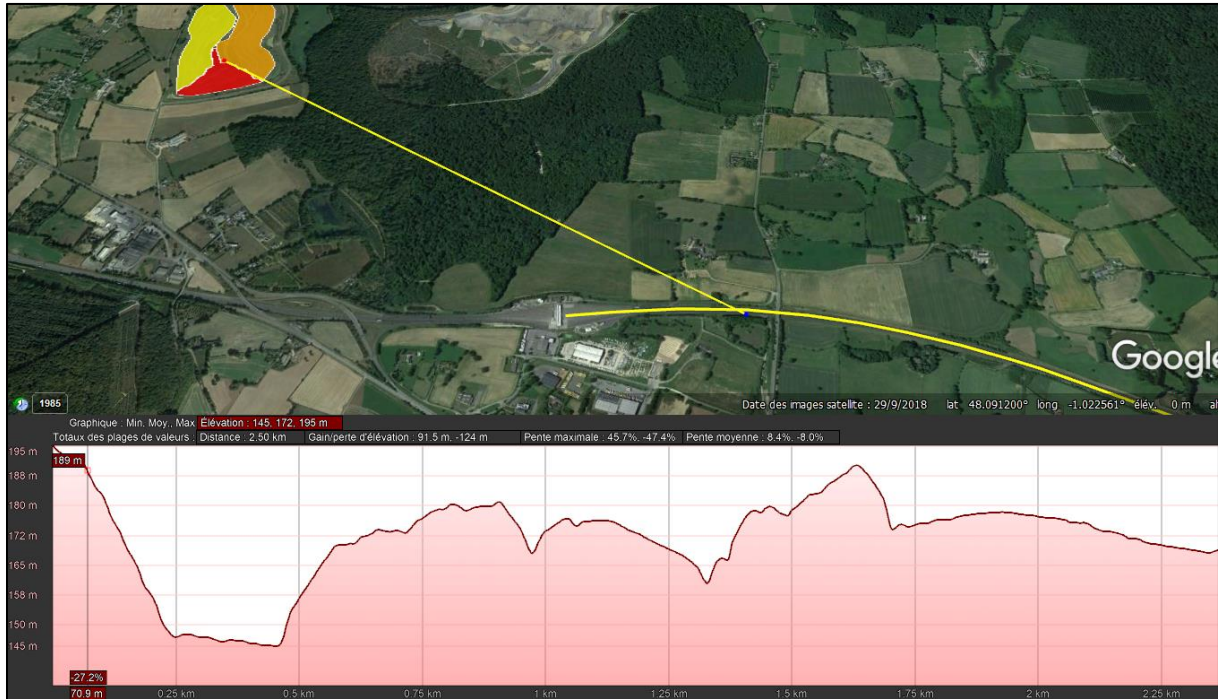 Google
1985
Date des images satellite : 29/9/2018 lat 48.091200° long -1.022561° élév. 0 m al
Graphique : Min. Moy., Max Élévation : 145, 172, 195 m
Totaux des plages de valeurs : Distance : 2.50 km Gain/perte d'élévation : 91.5 m, -124 m Pente maximale : 45.7%, -47.4% Pente moyenne : 8.4%, -8.0%
195 m
189 m
188 m
180 m
172 m
165 m
158 m
150 m
145 m
-27.2%
70.9 m 0.25 km 0.5 km 0.75 km 1 km 1.25 km 1.5 km 1.75 km 2 km 2.25 km